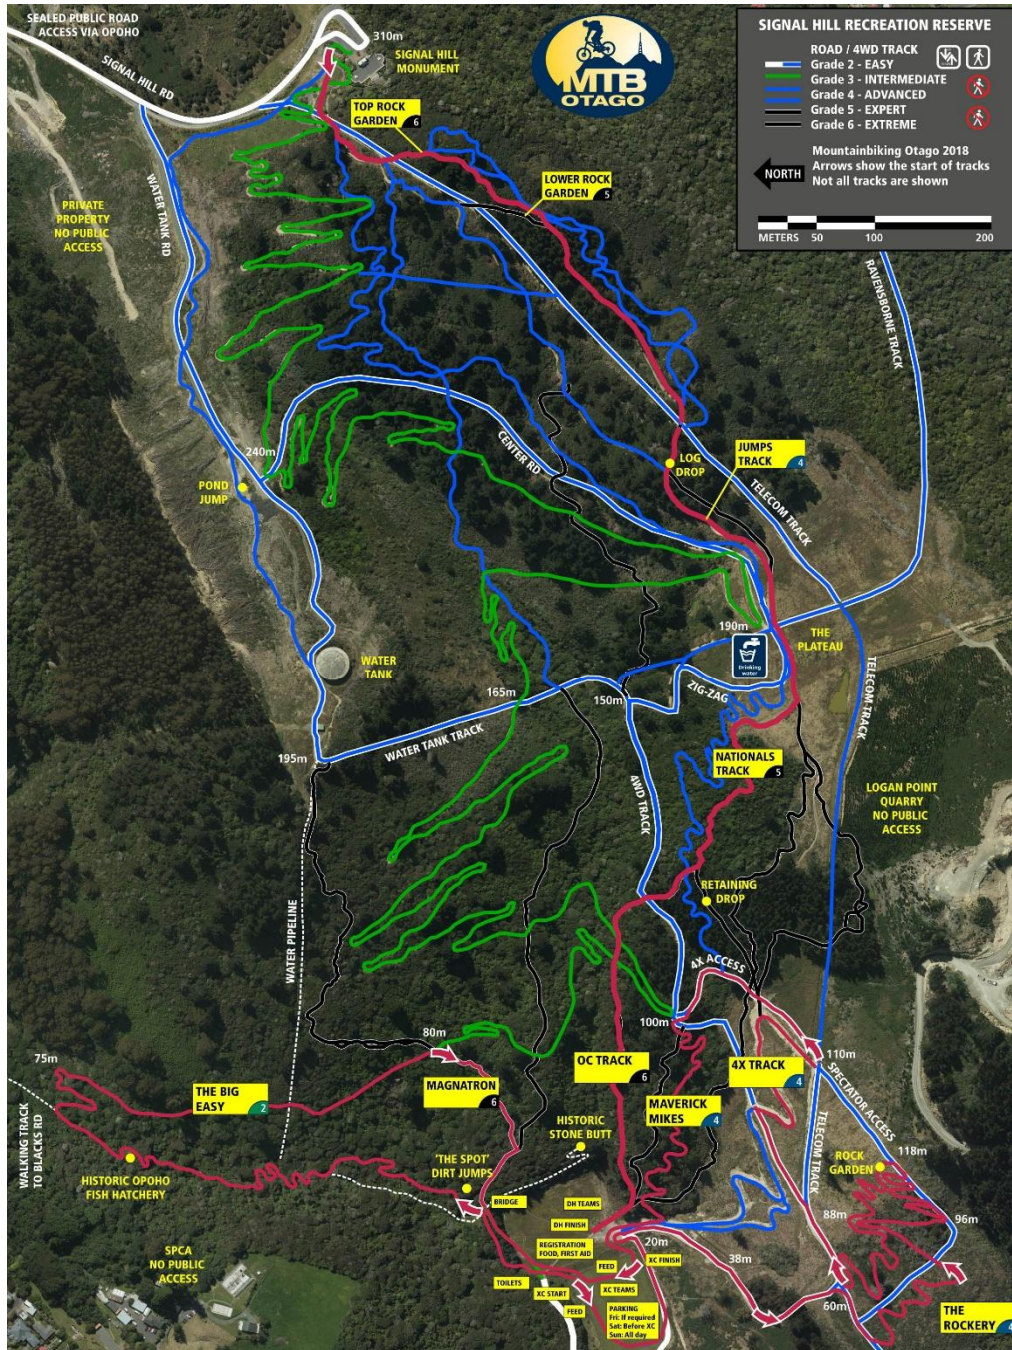 SEALED PUBLIC ROAD
ACCESS VIA OPOHO
310m
SIGNAL HILL
MONUMENT
SIGNAL HILL RD
MTB
OTAGO
SIGNAL HILL RECREATION RESERVE
ROAD / 4WD TRACK
Grade 2 - EASY
Grade 3 - INTERMEDIATE
Grade 4 - ADVANCED
Grade 5 - EXPERT
Grade 6 - EXTREME
Mountainbiking Otago 2018
Arrows show the start of tracks
Not all tracks are shown
NORTH
METERS 50 100 200
TOP ROCK
GARDEN
6
LOWER ROCK
GARDEN
5
WATER TANK RD
PRIVATE
PROPERTY
NO PUBLIC
ACCESS
RAVENSBORNE TRACK
240m
CENTER RD
POND
JUMP
LOG
DROP
JUMPS
TRACK
4
TELECOM TRACK
190m
Drinking
water
THE
PLATEAU
WATER
TANK
165m
150m
ZIG-ZAG
TELECOM TRACK
195m
WATER TANK TRACK
4WD TRACK
NATIONALS
TRACK
5
LOGAN POINT
QUARRY
NO PUBLIC
ACCESS
RETAINING
DROP
WATER PIPELINE
4X ACCESS
80m
100m
110m
75m
THE BIG
EASY
2
MAGNATRON
6
OC TRACK
6
4X TRACK
4
SPECTATOR ACCESS
MAVERICK
MIKES
4
WALKING TRACK
TO BLACKS RD
HISTORIC
STONE BUTT
TELECOM TRACK
118m
ROCK
GARDEN
HISTORIC OPOHO
FISH HATCHERY
'THE SPOT'
DIRT JUMPS
BRIDGE
DH TEAMS
88m
96m
DH FINISH
20m
REGISTRATION
FOOD, FIRST AID
38m
SPCA
NO PUBLIC
ACCESS
FEED
XC FINISH
TOILETS
XC START
XC TEAMS
FEED
PARKING
Fri: If required
Sat: Before XC
Sun: All day
60m
THE
ROCKERY
4